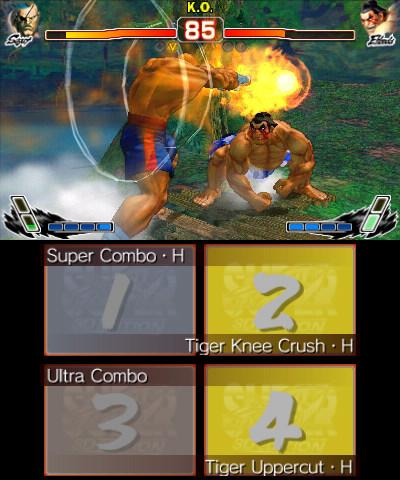 K.O.
85
Sagat
E.Honda
V
Super Combo・H
1
2
Tiger Knee Crush・H
Ultra Combo
3
4
Tiger Uppercut・H